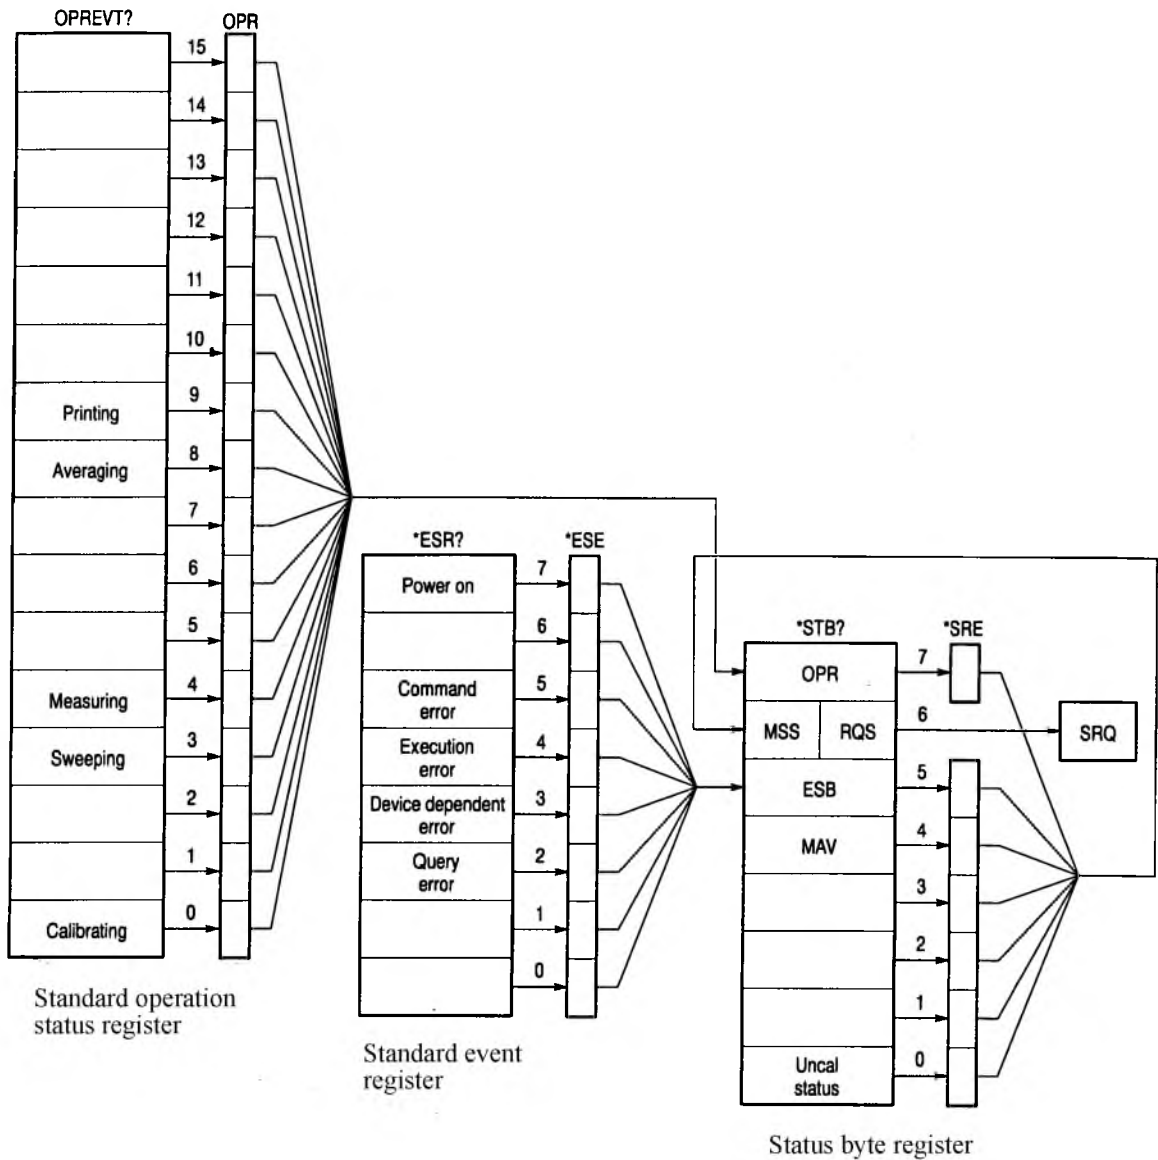 OPREVT?
OPR
15
14
13
12
11
10
Printing
9
Averaging
8
7
6
5
Measuring
4
Sweeping
3
2
1
Calibrating
0
Standard operation
status register
*ESR?
*ESE
Power on
7
6
Command
error
5
Execution
error
4
Device dependent
error
3
Query
error
2
1
0
Standard event
register
*STB?
*SRE
OPR
7
MSS
RQS
6
SRQ
ESB
5
MAV
4
3
2
1
Uncal
status
0
Status byte register